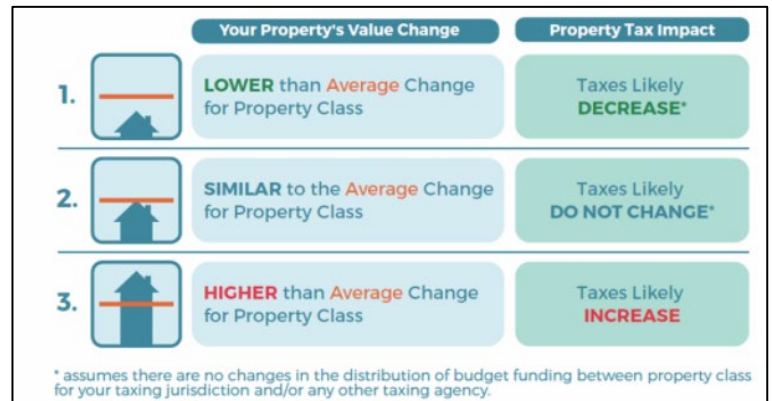 Your Property's Value Change
Property Tax Impact
1.
LOWER than Average Change
for Property Class
Taxes Likely
DECREASE*
2.
SIMILAR to the Average Change
for Property Class
Taxes Likely
DO NOT CHANGE*
3.
HIGHER than Average Change
for Property Class
Taxes Likely
INCREASE
* assumes there are no changes in the distribution of budget funding between property class
for your taxing jurisdiction and/or any other taxing agency.